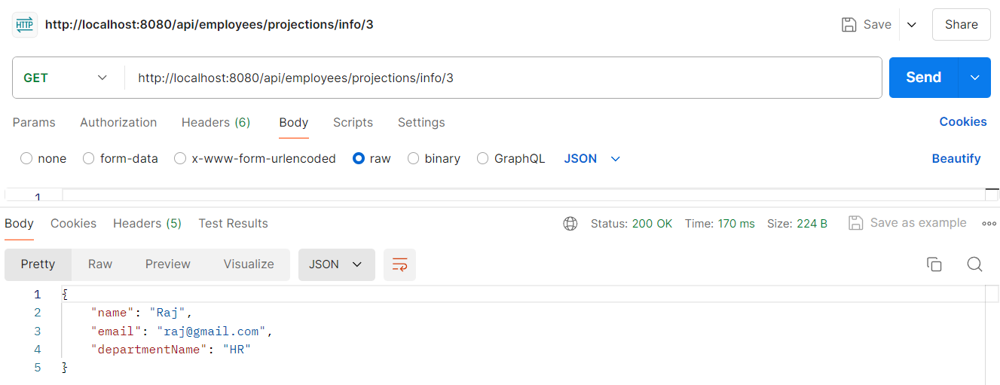 HTTP http://localhost:8080/api/employees/projections/info/3 Save Share
GET http://localhost:8080/api/employees/projections/info/3 Send
Params Authorization Headers (6) Body Scripts Settings Cookies
none form-data x-www-form-urlencoded raw binary GraphQL JSON Beautify
1
Body Cookies Headers (5) Test Results Status: 200 OK Time: 170 ms Size: 224 B Save as example
Pretty Raw Preview Visualize JSON
1 {
2 "name": "Raj",
3 "email": "raj@gmail.com",
4 "departmentName": "HR"
5 }